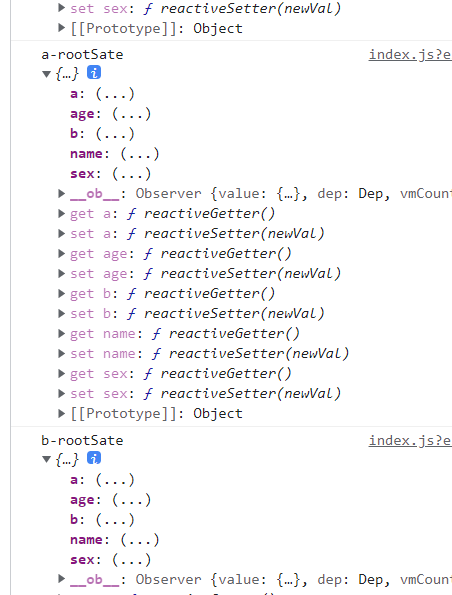 set sex: ƒ reactiveSetter(newVal)
[[Prototype]]: Object
a-rootSate index.js?e
{…} i
a: (...)
age: (...)
b: (...)
name: (...)
sex: (...)
__ob__: Observer {value: {…}, dep: Dep, vmCount
get a: ƒ reactiveGetter()
set a: ƒ reactiveSetter(newVal)
get age: ƒ reactiveGetter()
set age: ƒ reactiveSetter(newVal)
get b: ƒ reactiveGetter()
set b: ƒ reactiveSetter(newVal)
get name: ƒ reactiveGetter()
set name: ƒ reactiveSetter(newVal)
get sex: ƒ reactiveGetter()
set sex: ƒ reactiveSetter(newVal)
[[Prototype]]: Object
b-rootSate index.js?e
{…} i
a: (...)
age: (...)
b: (...)
name: (...)
sex: (...)
__ob__: Observer {value: {…}, dep: Dep, vmCount